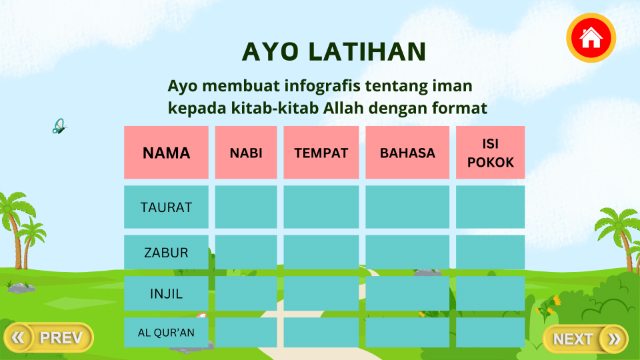 AYO LATIHAN
Ayo membuat infografis tentang iman
kepada kitab-kitab Allah dengan format
NAMA
NABI
TEMPAT
BAHASA
ISI
POKOK
TAURAT
ZABUR
INJIL
AL QUR'AN
PREV
NEXT